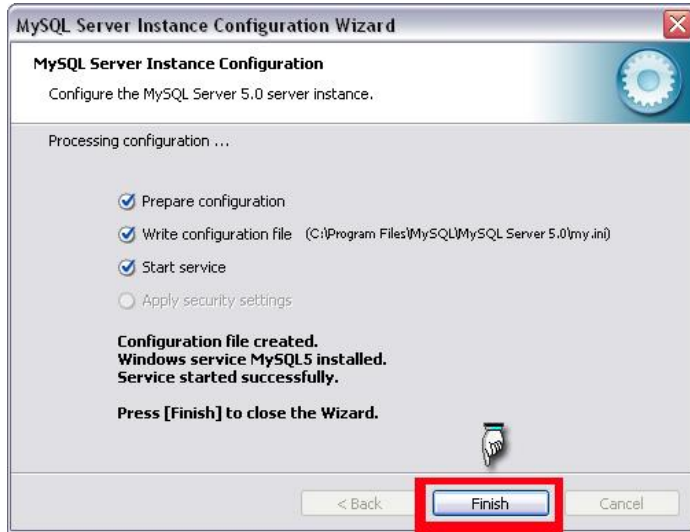 MySQL Server Instance Configuration Wizard
MySQL Server Instance Configuration
Configure the MySQL Server 5.0 server instance.
Processing configuration ...
Prepare configuration
Write configuration file (C:\Program Files\MySQL\MySQL Server 5.0\my.ini)
Start service
Apply security settings
Configuration file created.
Windows service MySQL5 installed.
Service started successfully.
Press [Finish] to close the Wizard.
< Back Finish Cancel